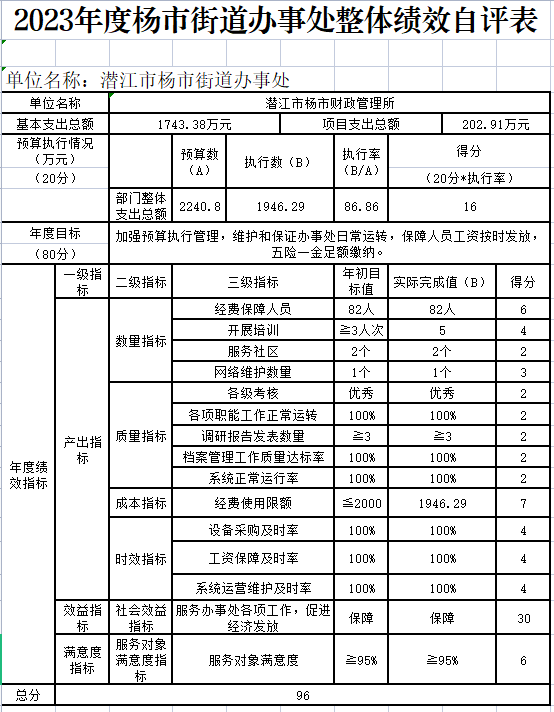 2023年度杨市街道办事处整体绩效自评表
单位名称：潜江市杨市街道办事处
单位名称 潜江市杨市财政管理所
基本支出总额 1743.38万元 项目支出总额 202.91万元
预算执行情况
（万元）
（20分）
预算数
（A）
执行数（B）
执行率
（B/A）
得分
（20分*执行率）
部门整体
支出总额
2240.8 1946.29 86.86 16
年度目标
（80分）
加强预算执行管理，维护和保证办事处日常运转，保障人员工资按时发放，
五险一金足额缴纳。
年度绩
效指标
一级指
标
二级指标 三级指标
年初目
标值
实际完成值（B） 得分
产出指
标
数量指标
经费保障人员 82人 82人 6
开展培训 ≧3人次 5 4
服务社区 2个 2个 2
网络维护数量 1个 1个 3
质量指标
各级考核 优秀 优秀 2
各项职能工作正常运转 100% 100% 2
调研报告发表数量 ≧3 ≧3 2
档案管理工作质量达标率 100% 100% 2
系统正常运行率 100% 100% 2
成本指标 经费使用限额 ≦2000 1946.29 7
时效指标
设备采购及时率 100% 100% 4
工资保障及时率 100% 100% 4
系统运营维护及时率 100% 100% 4
效益指
标
社会效益
指标
服务办事处各项工作，促进
经济发放
保障 保障 30
满意度
指标
服务对象
满意度指
标
服务对象满意度 ≧95% ≧95% 6
总分 96